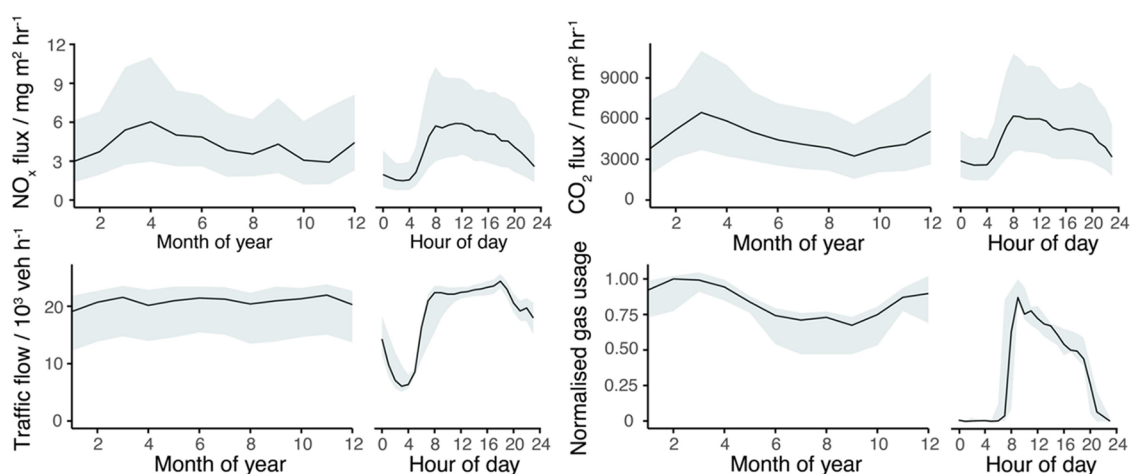 NOx flux / mg m² hr⁻¹
12
9
6
3
0
2 4 6 8 10 12
Month of year
0 4 8 12 16 20 24
Hour of day
CO₂ flux / mg m² hr⁻¹
9000
6000
3000
0
2 4 6 8 10 12
Month of year
0 4 8 12 16 20 24
Hour of day
Traffic flow / 10³ veh h⁻¹
20
10
0
2 4 6 8 10 12
Month of year
0 4 8 12 16 20 24
Hour of day
Normalised gas usage
1.00
0.75
0.50
0.25
0
2 4 6 8 10 12
Month of year
0 4 8 12 16 20 24
Hour of day